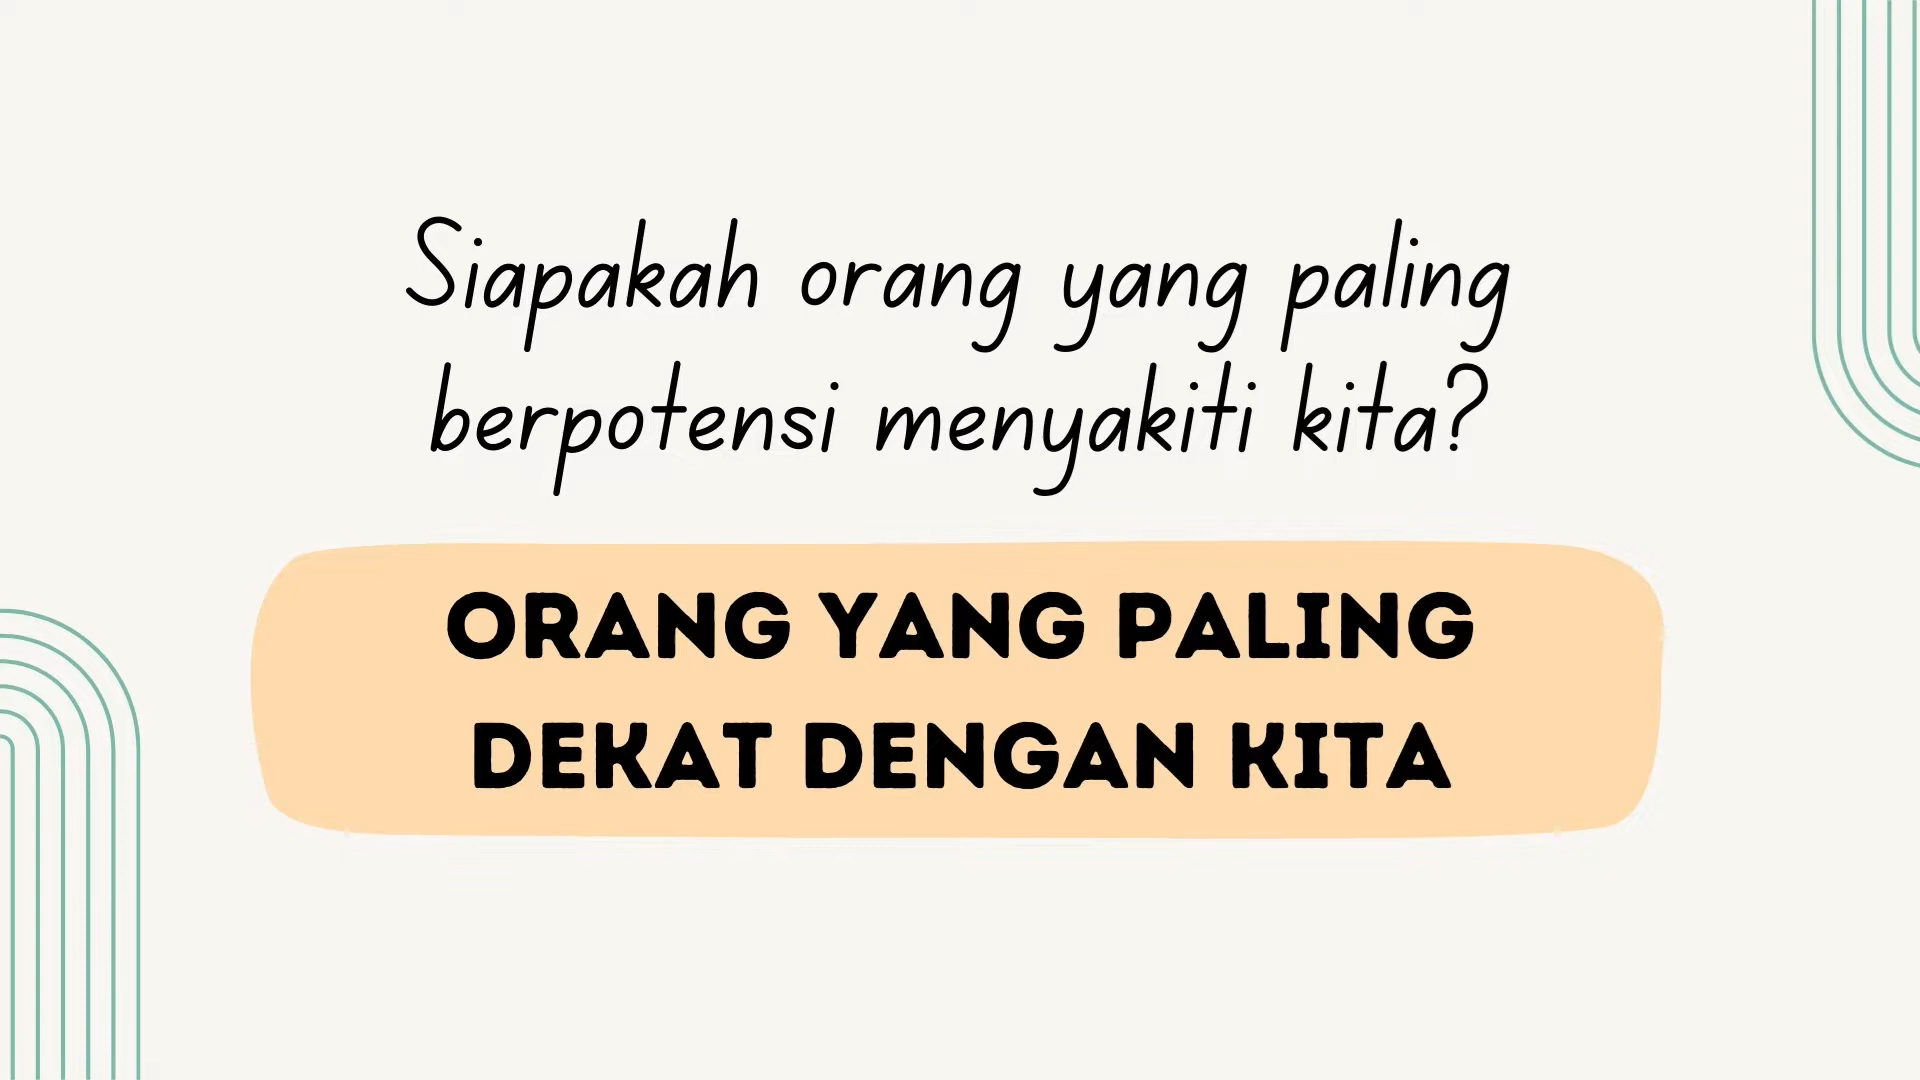 Siapakah orang yang paling
berpotensi menyakiti kita?
ORANG YANG PALING
DEKAT DENGAN KITA